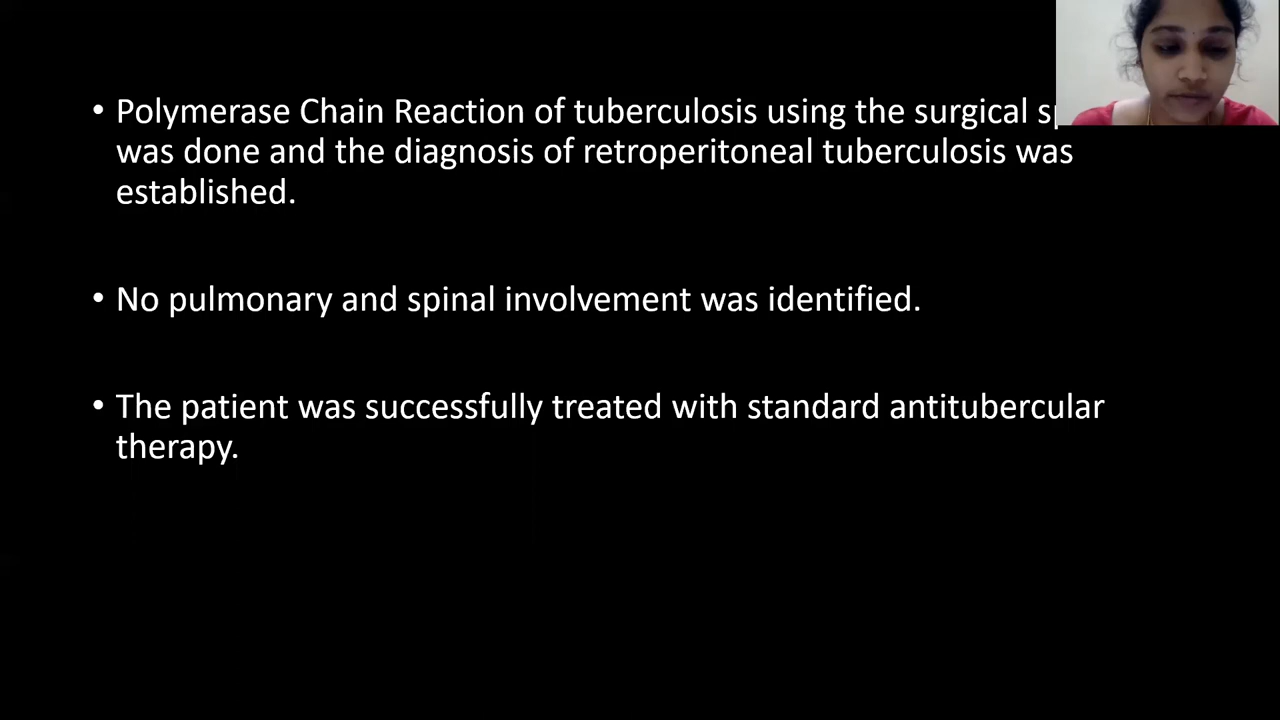 • Polymerase Chain Reaction of tuberculosis using the surgical
was done and the diagnosis of retroperitoneal tuberculosis was
established.
• No pulmonary and spinal involvement was identified.
• The patient was successfully treated with standard antitubercular
therapy.